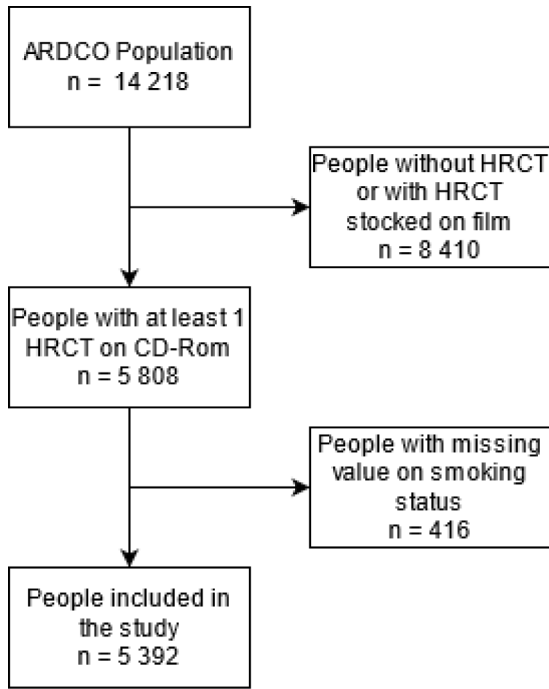 ARDCO Population
n = 14 218
People without HRCT
or with HRCT
stocked on film
n = 8 410
People with at least 1
HRCT on CD-Rom
n = 5 808
People with missing
value on smoking
status
n = 416
People included in
the study
n = 5 392